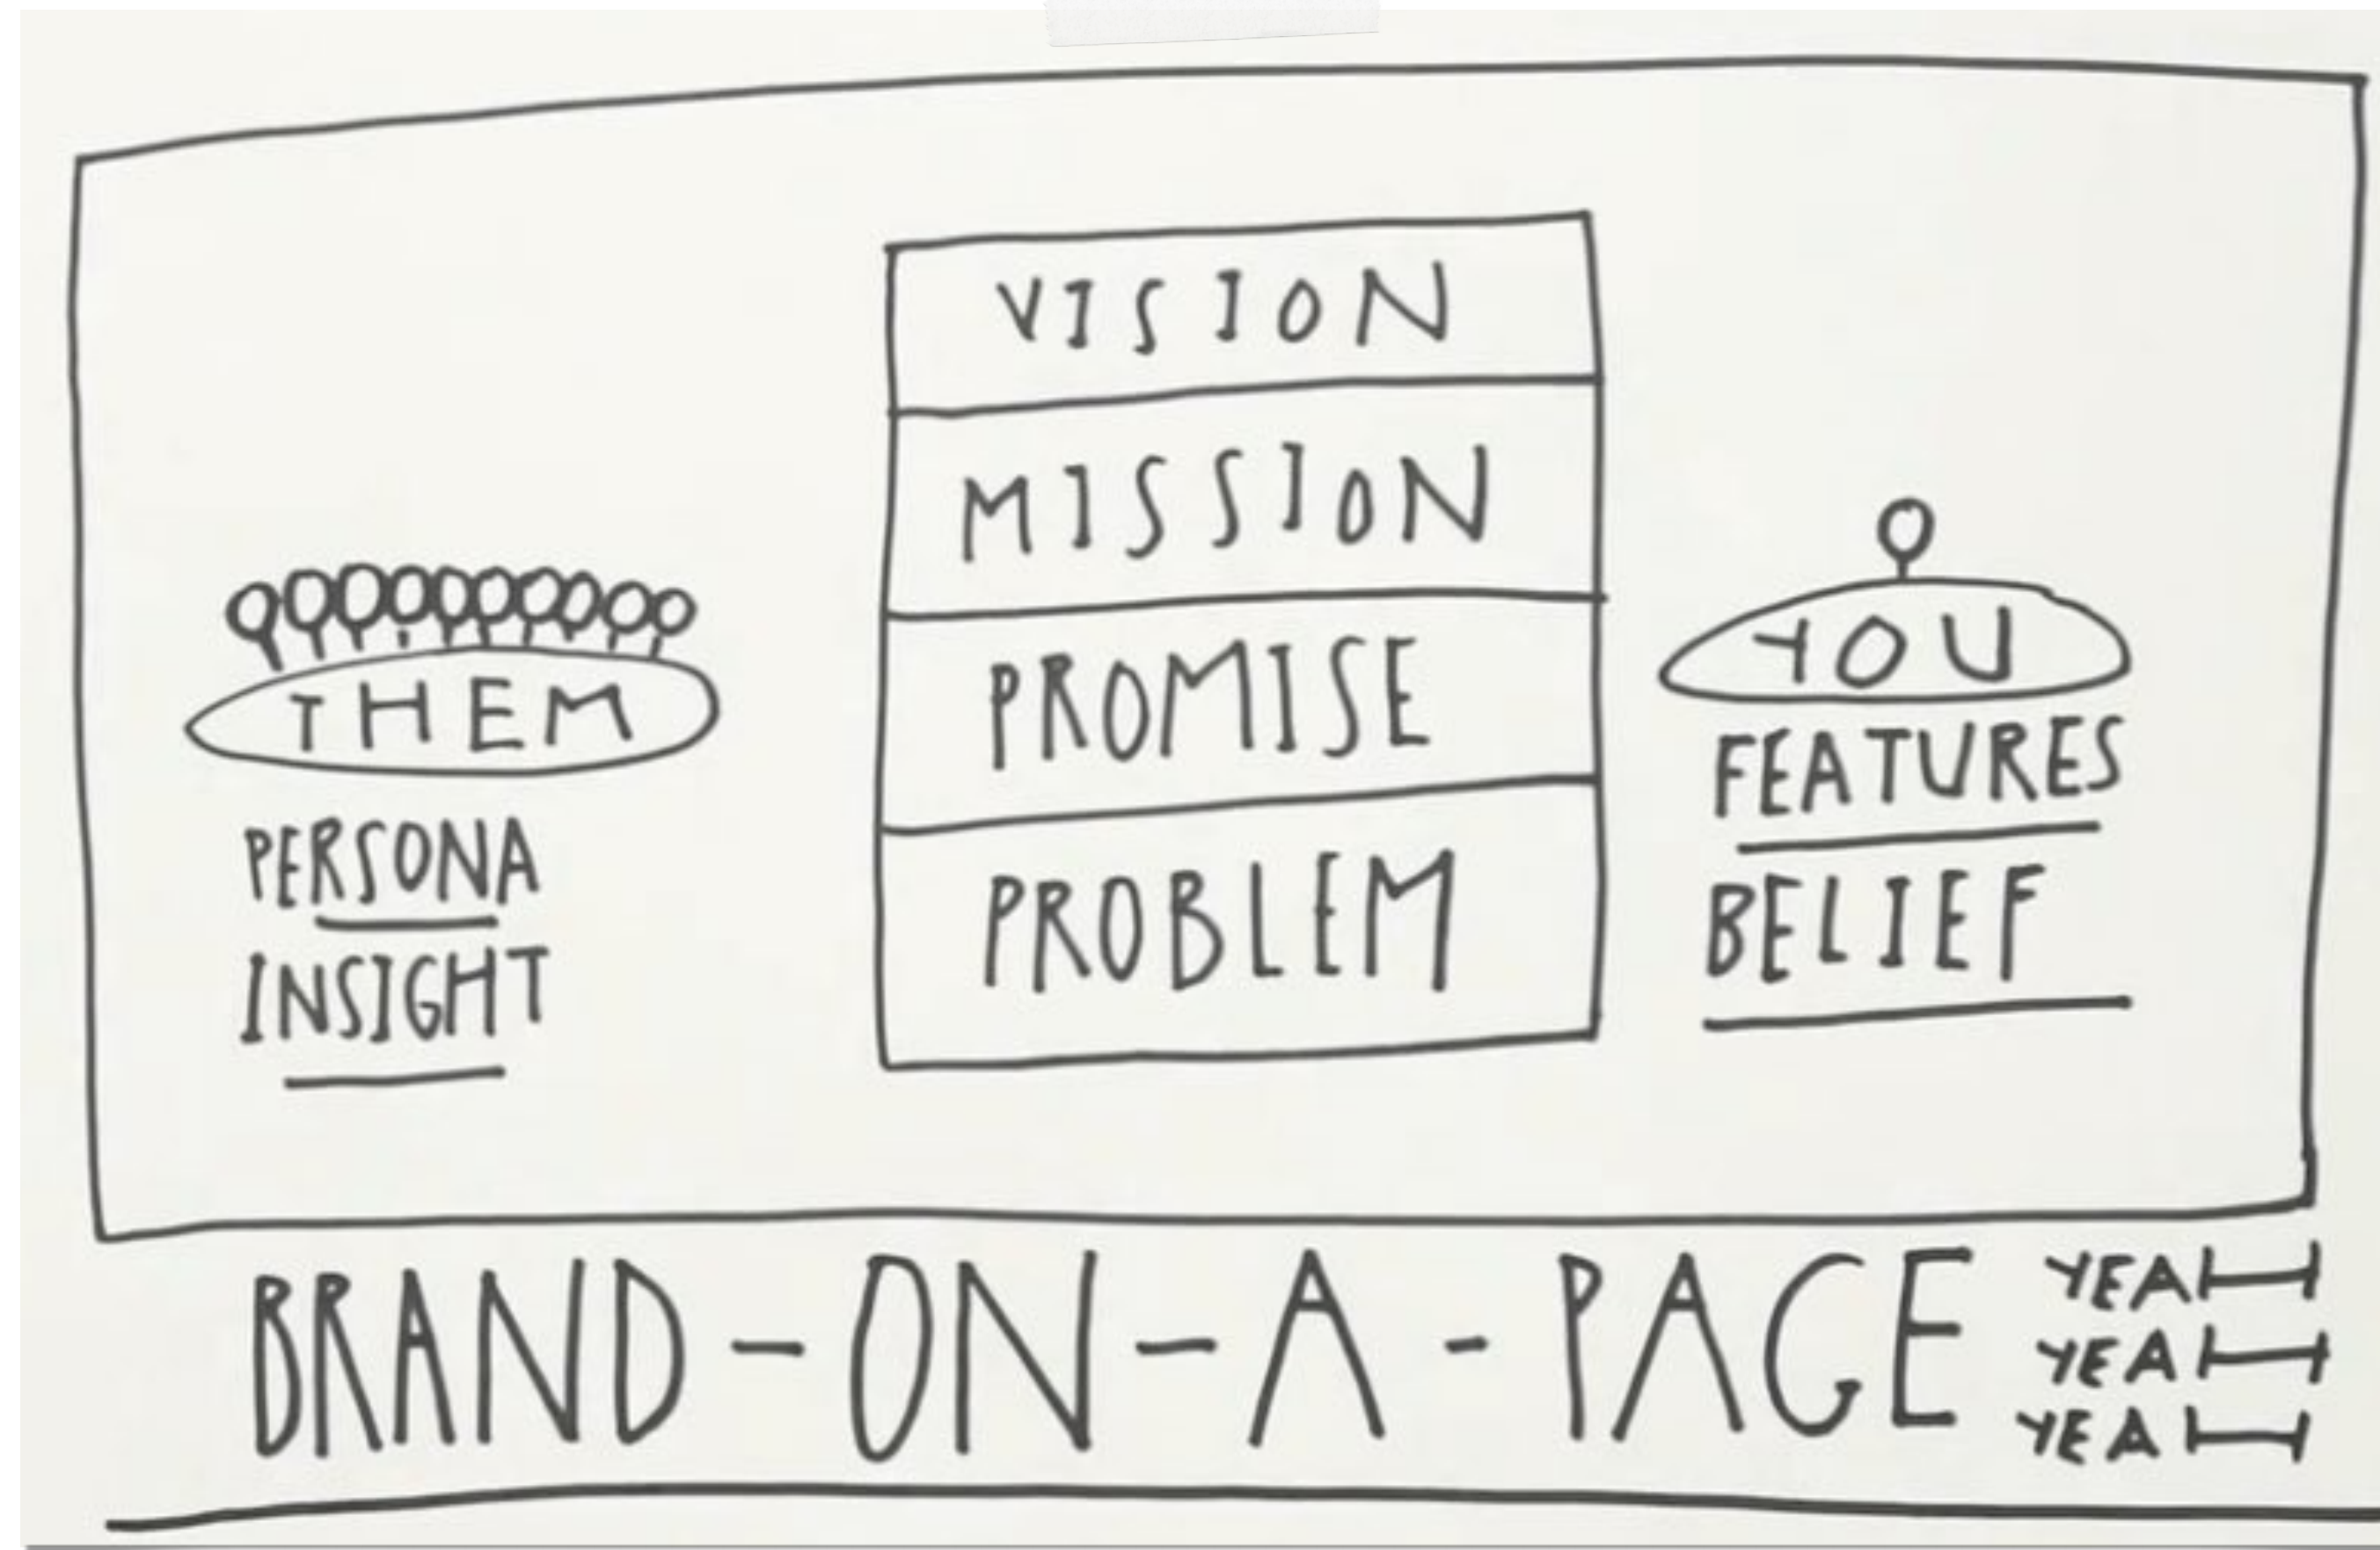 VISION
MISSION
PROMISE
PROBLEM
THEM
PERSONA
INSIGHT
YOU
FEATURES
BELIEF
BRAND-ON-A-PAGE
YEAH
YEAH
YEAH